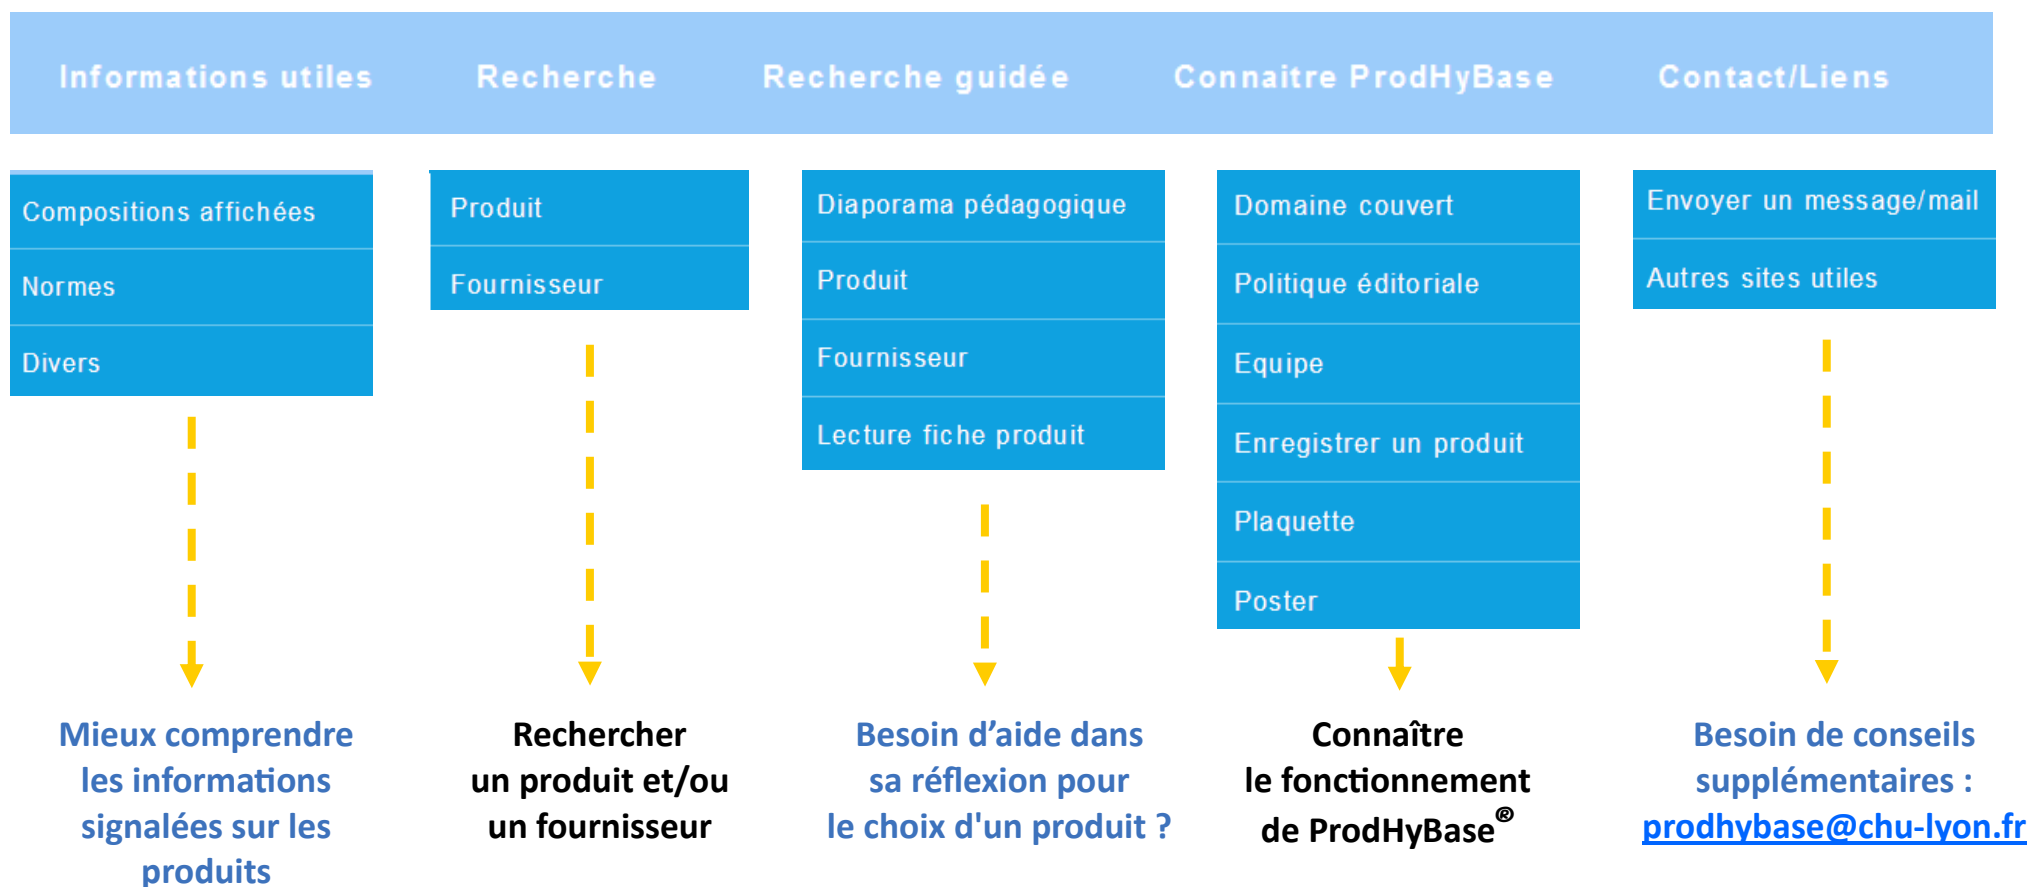 Informations utiles
Recherche
Recherche guidée
Connaitre ProdHyBase
Contact/Liens
Compositions affichées
Normes
Divers
Mieux comprendre
les informations
signalées sur les
produits
Produit
Fournisseur
Rechercher
un produit et/ou
un fournisseur
Diaporama pédagogique
Produit
Fournisseur
Lecture fiche produit
Besoin d’aide dans
sa réflexion pour
le choix d'un produit ?
Domaine couvert
Politique éditoriale
Equipe
Enregistrer un produit
Plaquette
Poster
Connaître
le fonctionnement
de ProdHyBase®
Envoyer un message/mail
Autres sites utiles
Besoin de conseils
supplémentaires :
prodhybase@chu-lyon.fr